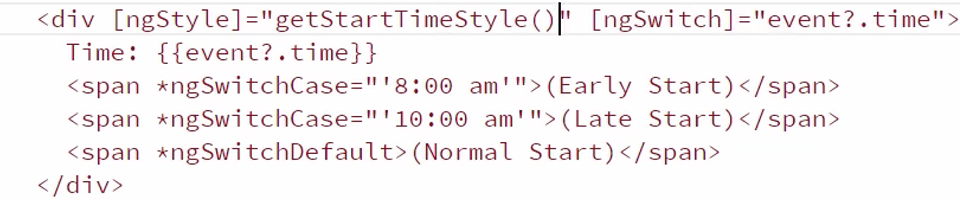 <div [ngStyle]="getStartTimeStyle()" [ngSwitch]="event?.time">
Time: {{event?.time}}
<span *ngSwitchCase="'8:00 am'">(Early Start)</span>
<span *ngSwitchCase="'10:00 am'">(Late Start)</span>
<span *ngSwitchDefault>(Normal Start)</span>
</div>